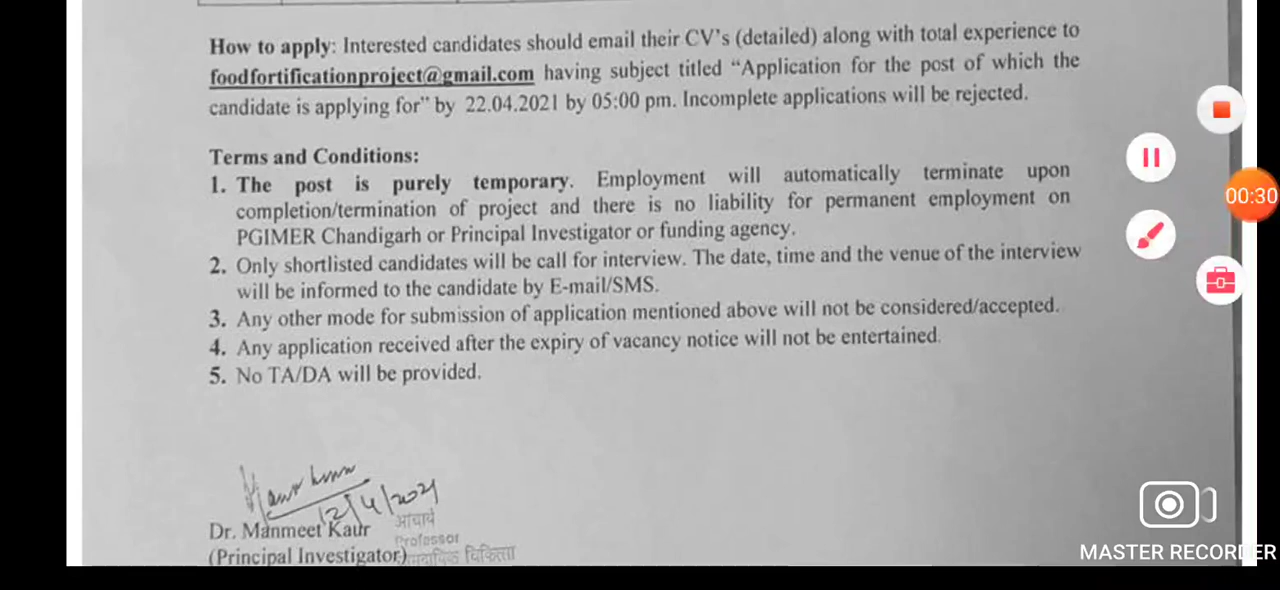 How to apply: Interested candidates should email their CV's (detailed) along with total experience to
foodfortificationproject@gmail.com having subject titled "Application for the post of which the
candidate is applying for" by 22.04.2021 by 05:00 pm. Incomplete applications will be rejected.
Terms and Conditions:
1. The post is purely temporary. Employment will automatically terminate upon
completion/termination of project and there is no liability for permanent employment on
PGIMER Chandigarh or Principal Investigator or funding agency.
2. Only shortlisted candidates will be call for interview. The date, time and the venue of the interview
will be informed to the candidate by E-mail/SMS.
3. Any other mode for submission of application mentioned above will not be considered/accepted.
4. Any application received after the expiry of vacancy notice will not be entertained.
5. No TA/DA will be provided.
12/4/2021
Dr. Manmeet Kaur
आचार्य
Professor
(Principal Investigator)
चिकित्सा
00:30
MASTER RECORDER